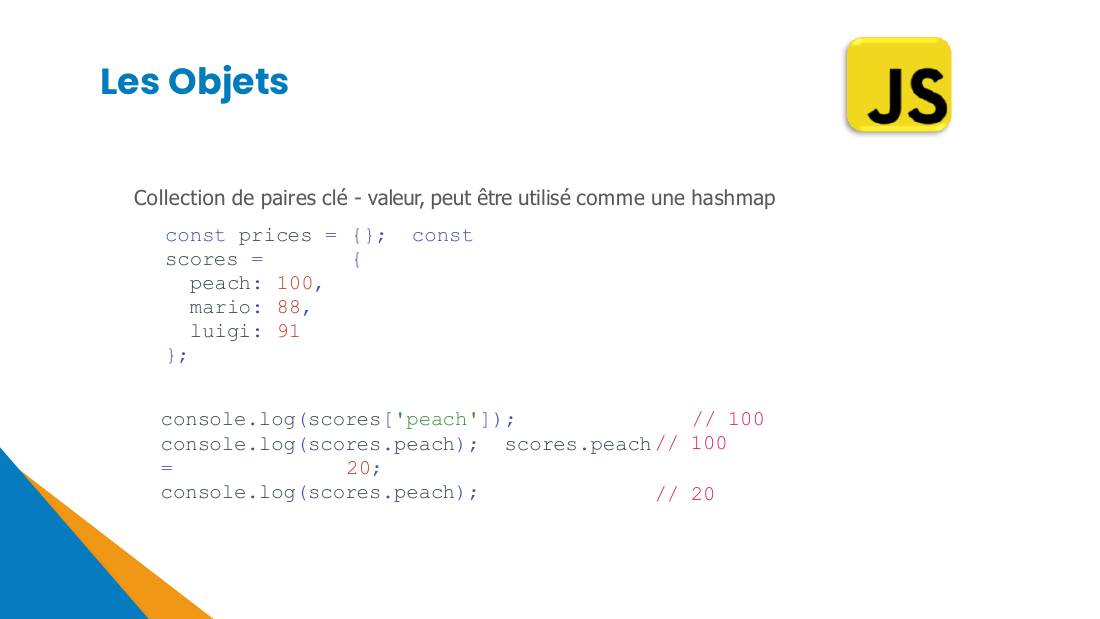 Les Objets
JS
Collection de paires clé - valeur, peut être utilisé comme une hashmap
const prices = {}; const
scores = {
peach: 100,
mario: 88,
luigi: 91
};
console.log(scores['peach']); // 100
console.log(scores.peach); scores.peach // 100
= 20;
console.log(scores.peach); // 20